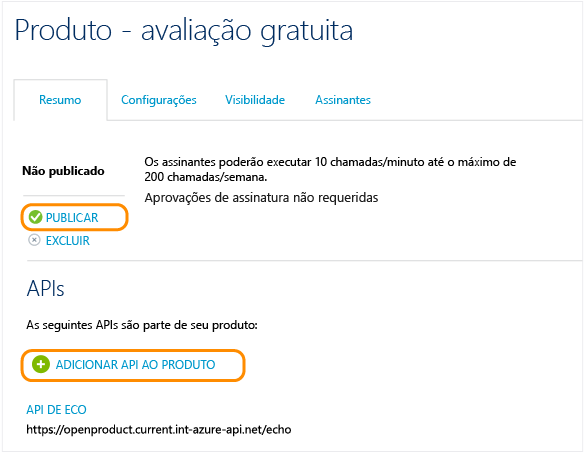 Produto - avaliação gratuita
Resumo Configurações Visibilidade Assinantes
Não publicado
Os assinantes poderão executar 10 chamadas/minuto até o máximo de
200 chamadas/semana.
Aprovações de assinatura não requeridas
PUBLICAR
EXCLUIR
APIs
As seguintes APIs são parte de seu produto:
ADICIONAR API AO PRODUTO
API DE ECO
https://openproduct.current.int-azure-api.net/echo